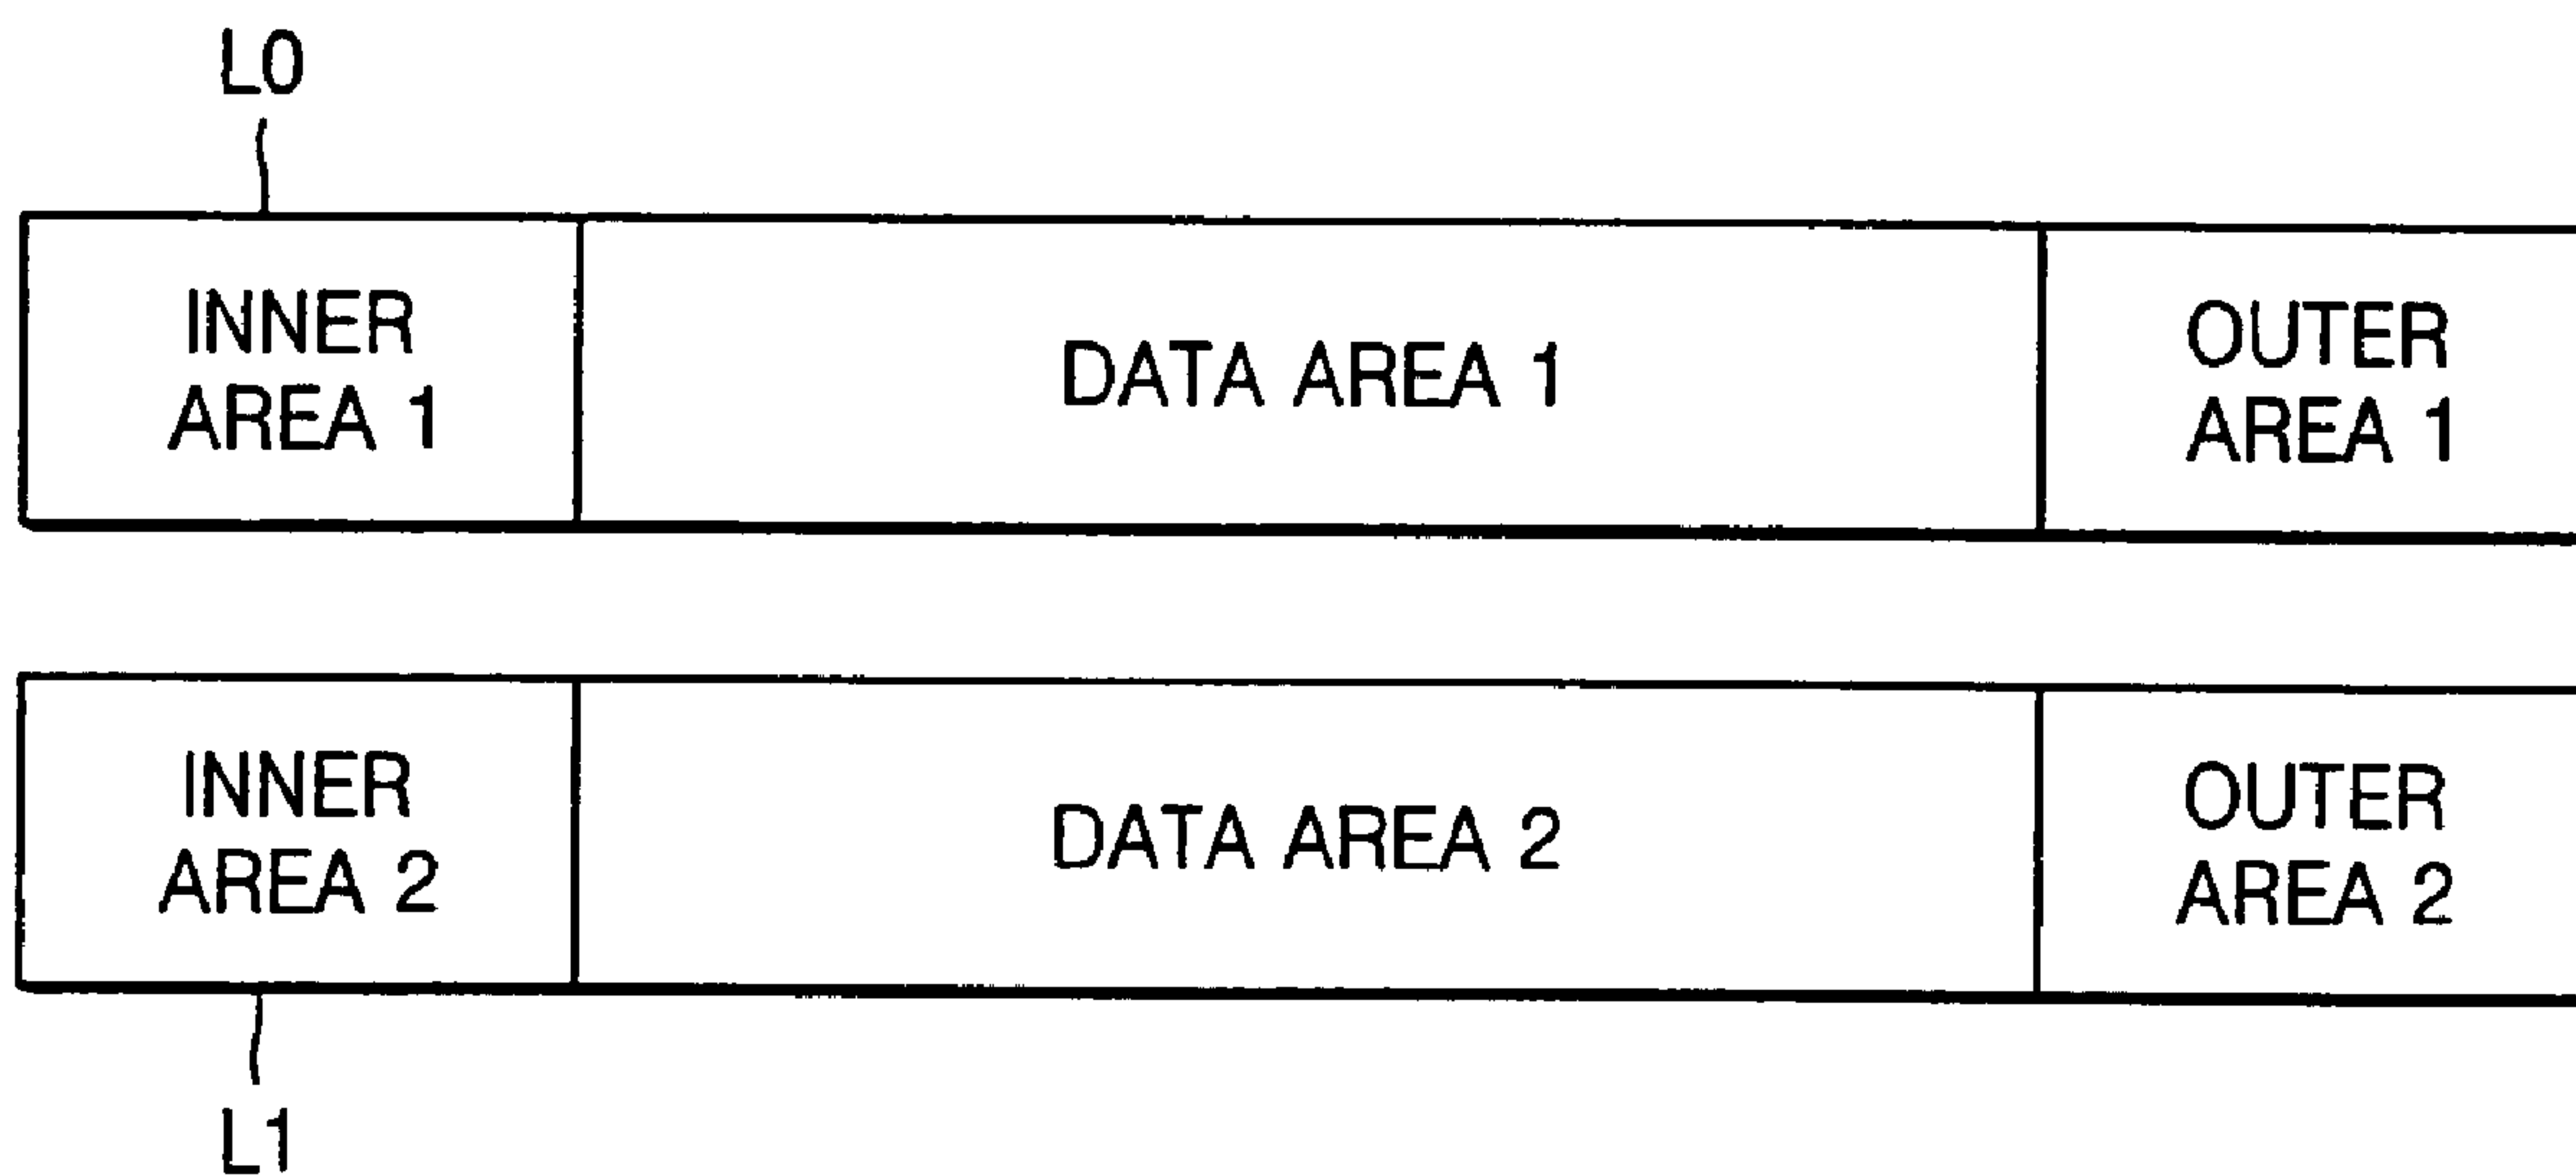 L0
INNER
AREA 1
DATA AREA 1
OUTER
AREA 1
INNER
AREA 2
DATA AREA 2
OUTER
AREA 2
L1